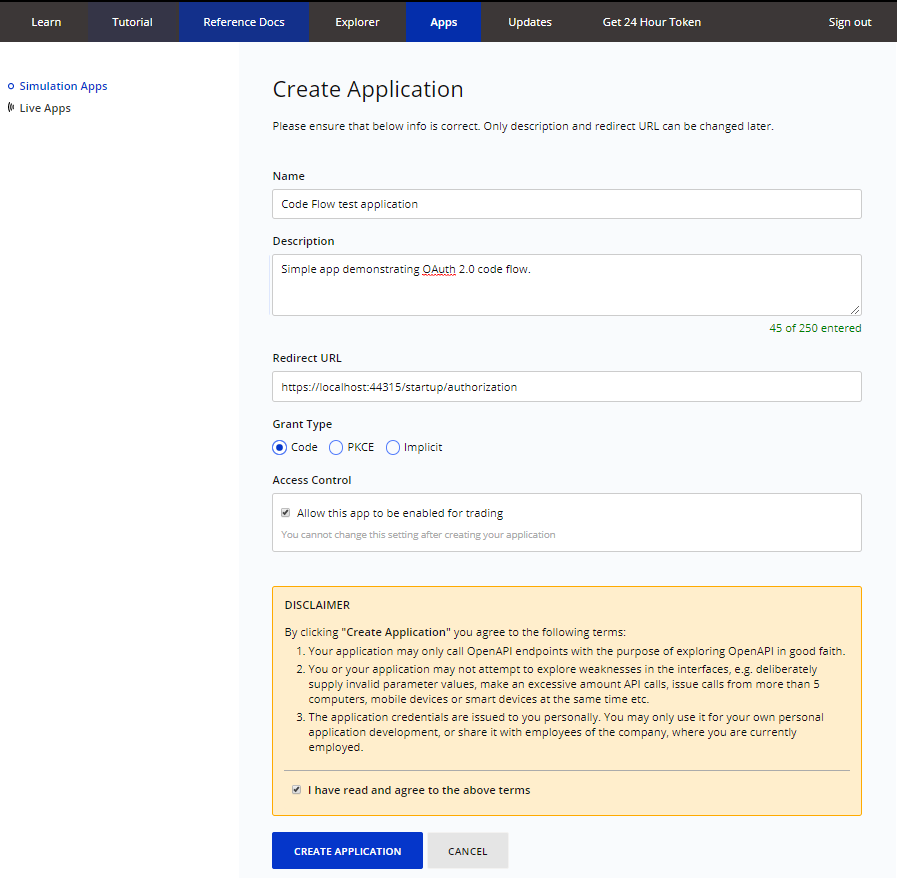 Learn Tutorial Reference Docs Explorer Apps Updates Get 24 Hour Token Sign out
Simulation Apps
Live Apps
Create Application
Please ensure that below info is correct. Only description and redirect URL can be changed later.
Name
Code Flow test application
Description
Simple app demonstrating OAuth 2.0 code flow.
45 of 250 entered
Redirect URL
https://localhost:44315/startup/authorization
Grant Type
Code PKCE Implicit
Access Control
Allow this app to be enabled for trading
You cannot change this setting after creating your application
DISCLAIMER
By clicking "Create Application" you agree to the following terms:
1. Your application may only call OpenAPI endpoints with the purpose of exploring OpenAPI in good faith.
2. You or your application may not attempt to explore weaknesses in the interfaces, e.g. deliberately
supply invalid parameter values, make an excessive amount API calls, issue calls from more than 5
computers, mobile devices or smart devices at the same time etc.
3. The application credentials are issued to you personally. You may only use it for your own personal
application development, or share it with employees of the company, where you are currently
employed.
I have read and agree to the above terms
CREATE APPLICATION CANCEL